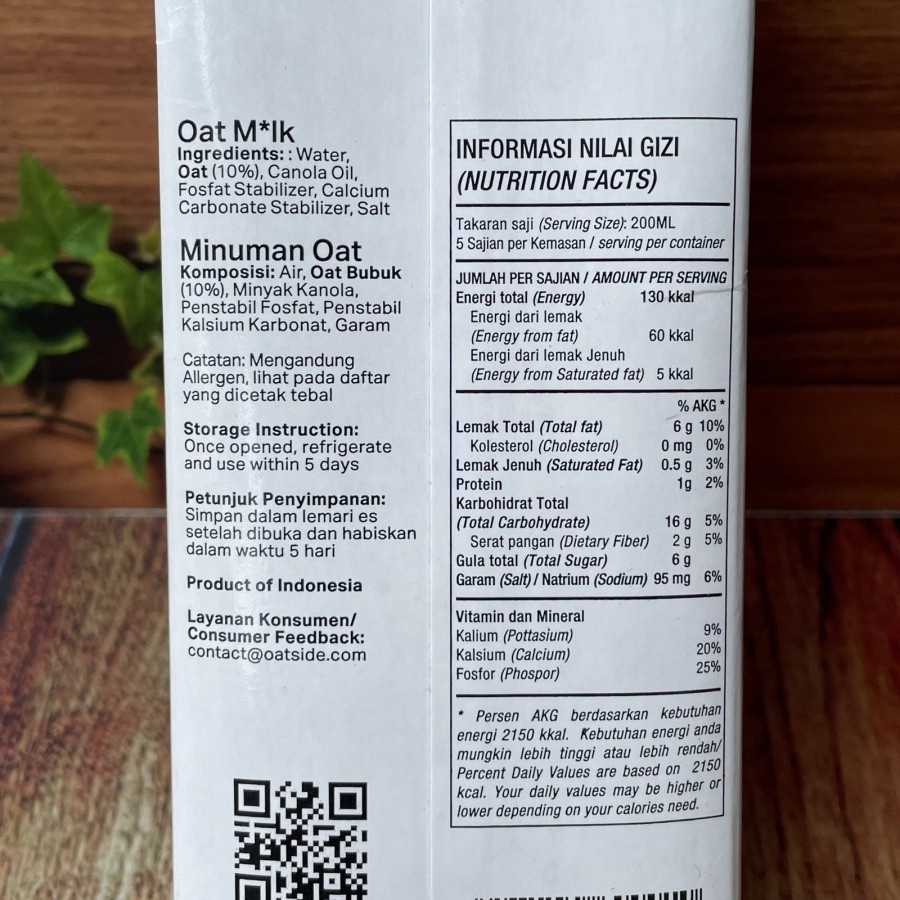 Oat M*lk
Ingredients: : Water,
Oat (10%), Canola Oil,
Fosfat Stabilizer, Calcium
Carbonate Stabilizer, Salt
Minuman Oat
Komposisi: Air, Oat Bubuk
(10%), Minyak Kanola,
Penstabil Fosfat, Penstabil
Kalsium Karbonat, Garam
Catatan: Mengandung
Allergen, lihat pada daftar
yang dicetak tebal
Storage Instruction:
Once opened, refrigerate
and use within 5 days
Petunjuk Penyimpanan:
Simpan dalam lemari es
setelah dibuka dan habiskan
dalam waktu 5 hari
Product of Indonesia
Layanan Konsumen/
Consumer Feedback:
contact@oatside.com
INFORMASI NILAI GIZI
(NUTRITION FACTS)
Takaran saji (Serving Size): 200ML
5 Sajian per Kemasan / serving per container
JUMLAH PER SAJIAN / AMOUNT PER SERVING
Energi total (Energy) 130 kkal
Energi dari lemak
(Energy from fat) 60 kkal
Energi dari lemak Jenuh
(Energy from Saturated fat) 5 kkal
% AKG *
Lemak Total (Total fat) 6 g 10%
Kolesterol (Cholesterol) 0 mg 0%
Lemak Jenuh (Saturated Fat) 0.5 g 3%
Protein 1g 2%
Karbohidrat Total
(Total Carbohydrate) 16 g 5%
Serat pangan (Dietary Fiber) 2 g 5%
Gula total (Total Sugar) 6 g
Garam (Salt) / Natrium (Sodium) 95 mg 6%
Vitamin dan Mineral
Kalium (Pottasium) 9%
Kalsium (Calcium) 20%
Fosfor (Phospor) 25%
* Persen AKG berdasarkan kebutuhan
energi 2150 kkal. Kebutuhan energi anda
mungkin lebih tinggi atau lebih rendah/
Percent Daily Values are based on 2150
kcal. Your daily values may be higher or
lower depending on your calories need.